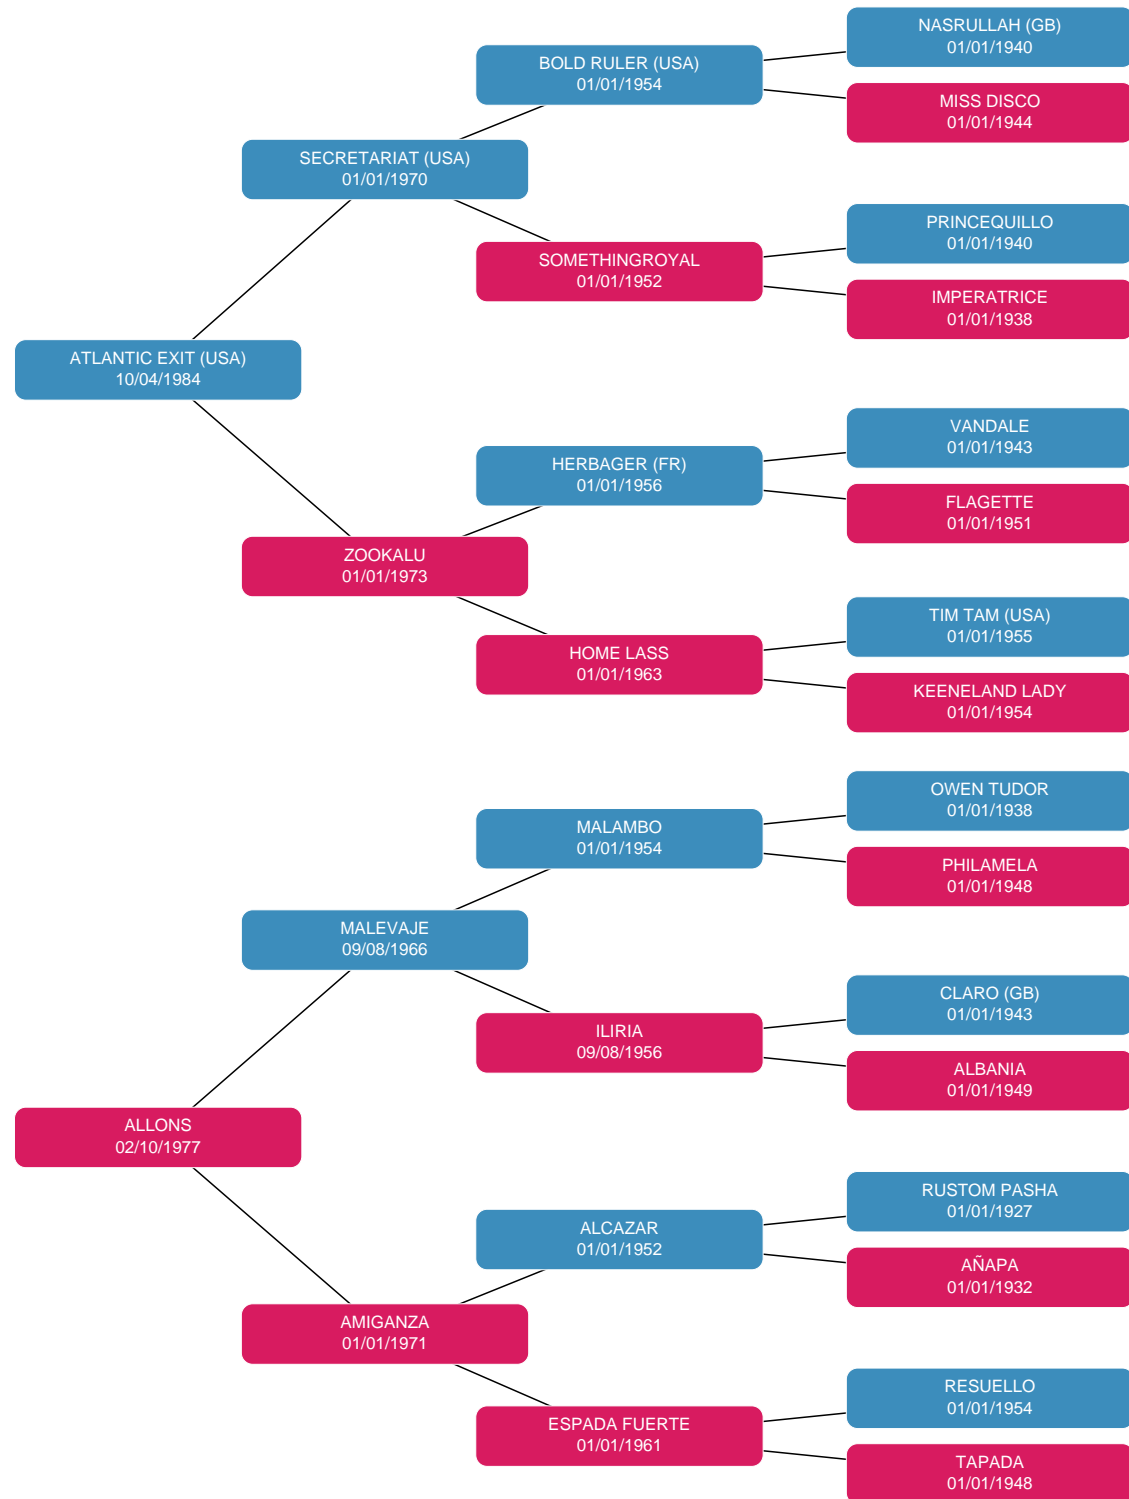 NASRULLAH (GB)
01/01/1940
BOLD RULER (USA)
01/01/1954
MISS DISCO
01/01/1944
SECRETARIAT (USA)
01/01/1970
PRINCEQUILLO
01/01/1940
SOMETHINGROYAL
01/01/1952
IMPERATRICE
01/01/1938
ATLANTIC EXIT (USA)
10/04/1984
VANDALE
01/01/1943
HERBAGER (FR)
01/01/1956
FLAGETTE
01/01/1951
ZOOKALU
01/01/1973
TIM TAM (USA)
01/01/1955
HOME LASS
01/01/1963
KEENELAND LADY
01/01/1954
OWEN TUDOR
01/01/1938
MALAMBO
01/01/1954
PHILAMELA
01/01/1948
MALEVAJE
09/08/1966
CLARO (GB)
01/01/1943
ILIRIA
09/08/1956
ALBANIA
01/01/1949
ALLONS
02/10/1977
RUSTOM PASHA
01/01/1927
ALCAZAR
01/01/1952
AÑAPA
01/01/1932
AMIGANZA
01/01/1971
RESUELLO
01/01/1954
ESPADA FUERTE
01/01/1961
TAPADA
01/01/1948